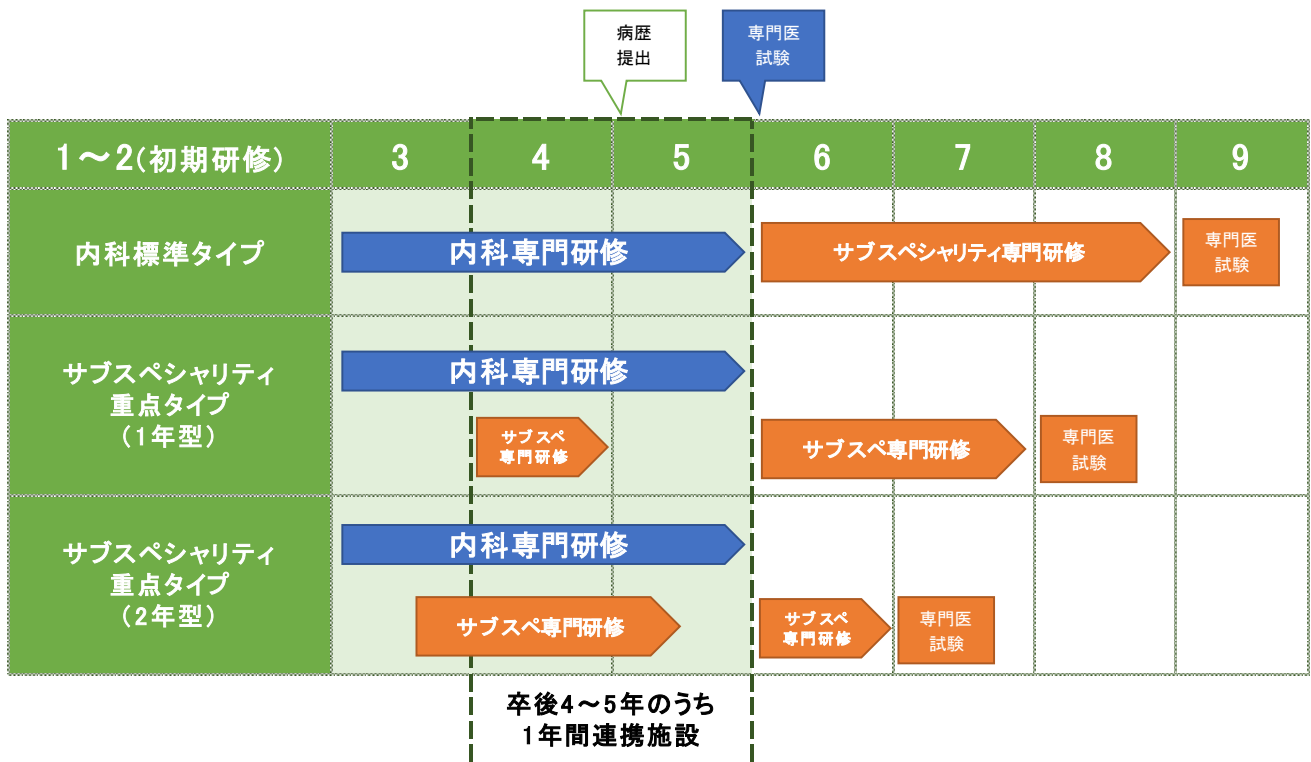 病歴
提出
専門医
試験
1～2(初期研修)
3
4
5
6
7
8
9
内科標準タイプ
内科専門研修
サブスペシャリティ専門研修
専門医
試験
サブスペシャリティ
重点タイプ
(1年型)
内科専門研修
サブスペ
専門研修
サブスペ専門研修
専門医
試験
サブスペシャリティ
重点タイプ
(2年型)
内科専門研修
サブスペ専門研修
サブスペ
専門研修
専門医
試験
卒後4～5年のうち
1年間連携施設